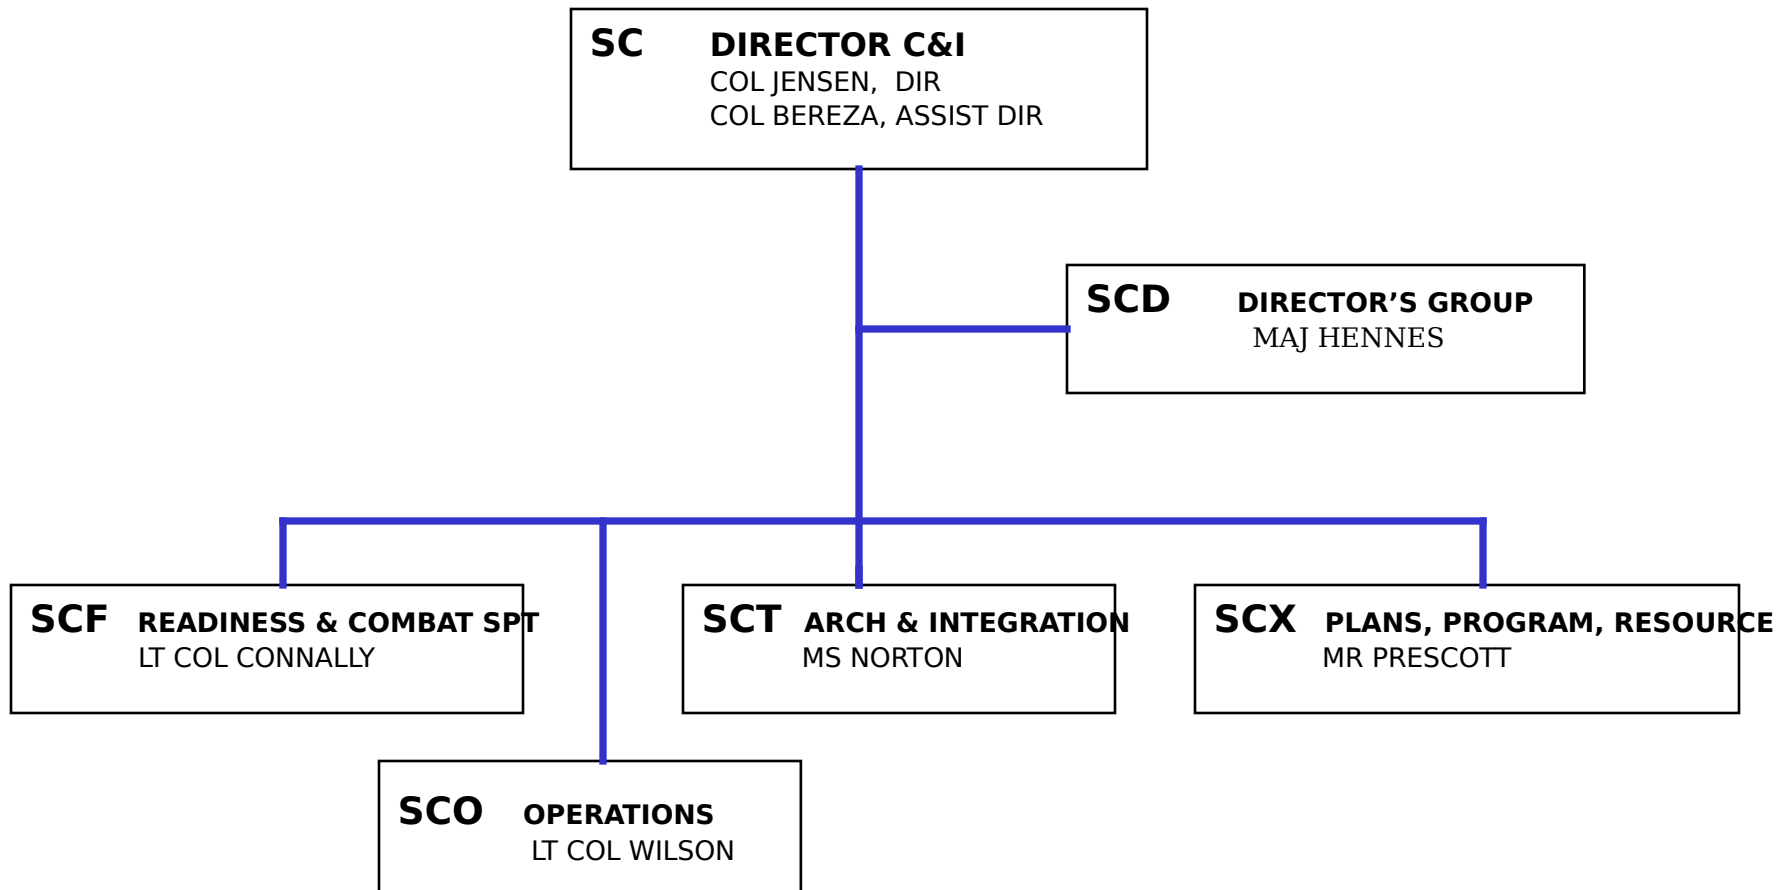 SC DIRECTOR C&I
COL JENSEN, DIR
COL BEREZA, ASSIST DIR
SCD DIRECTOR’S GROUP
MAJ HENNES
SCF READINESS & COMBAT SPT
LT COL CONNALLY
SCT ARCH & INTEGRATION
MS NORTON
SCX PLANS, PROGRAM, RESOURCE
MR PRESCOTT
SCO OPERATIONS
LT COL WILSON